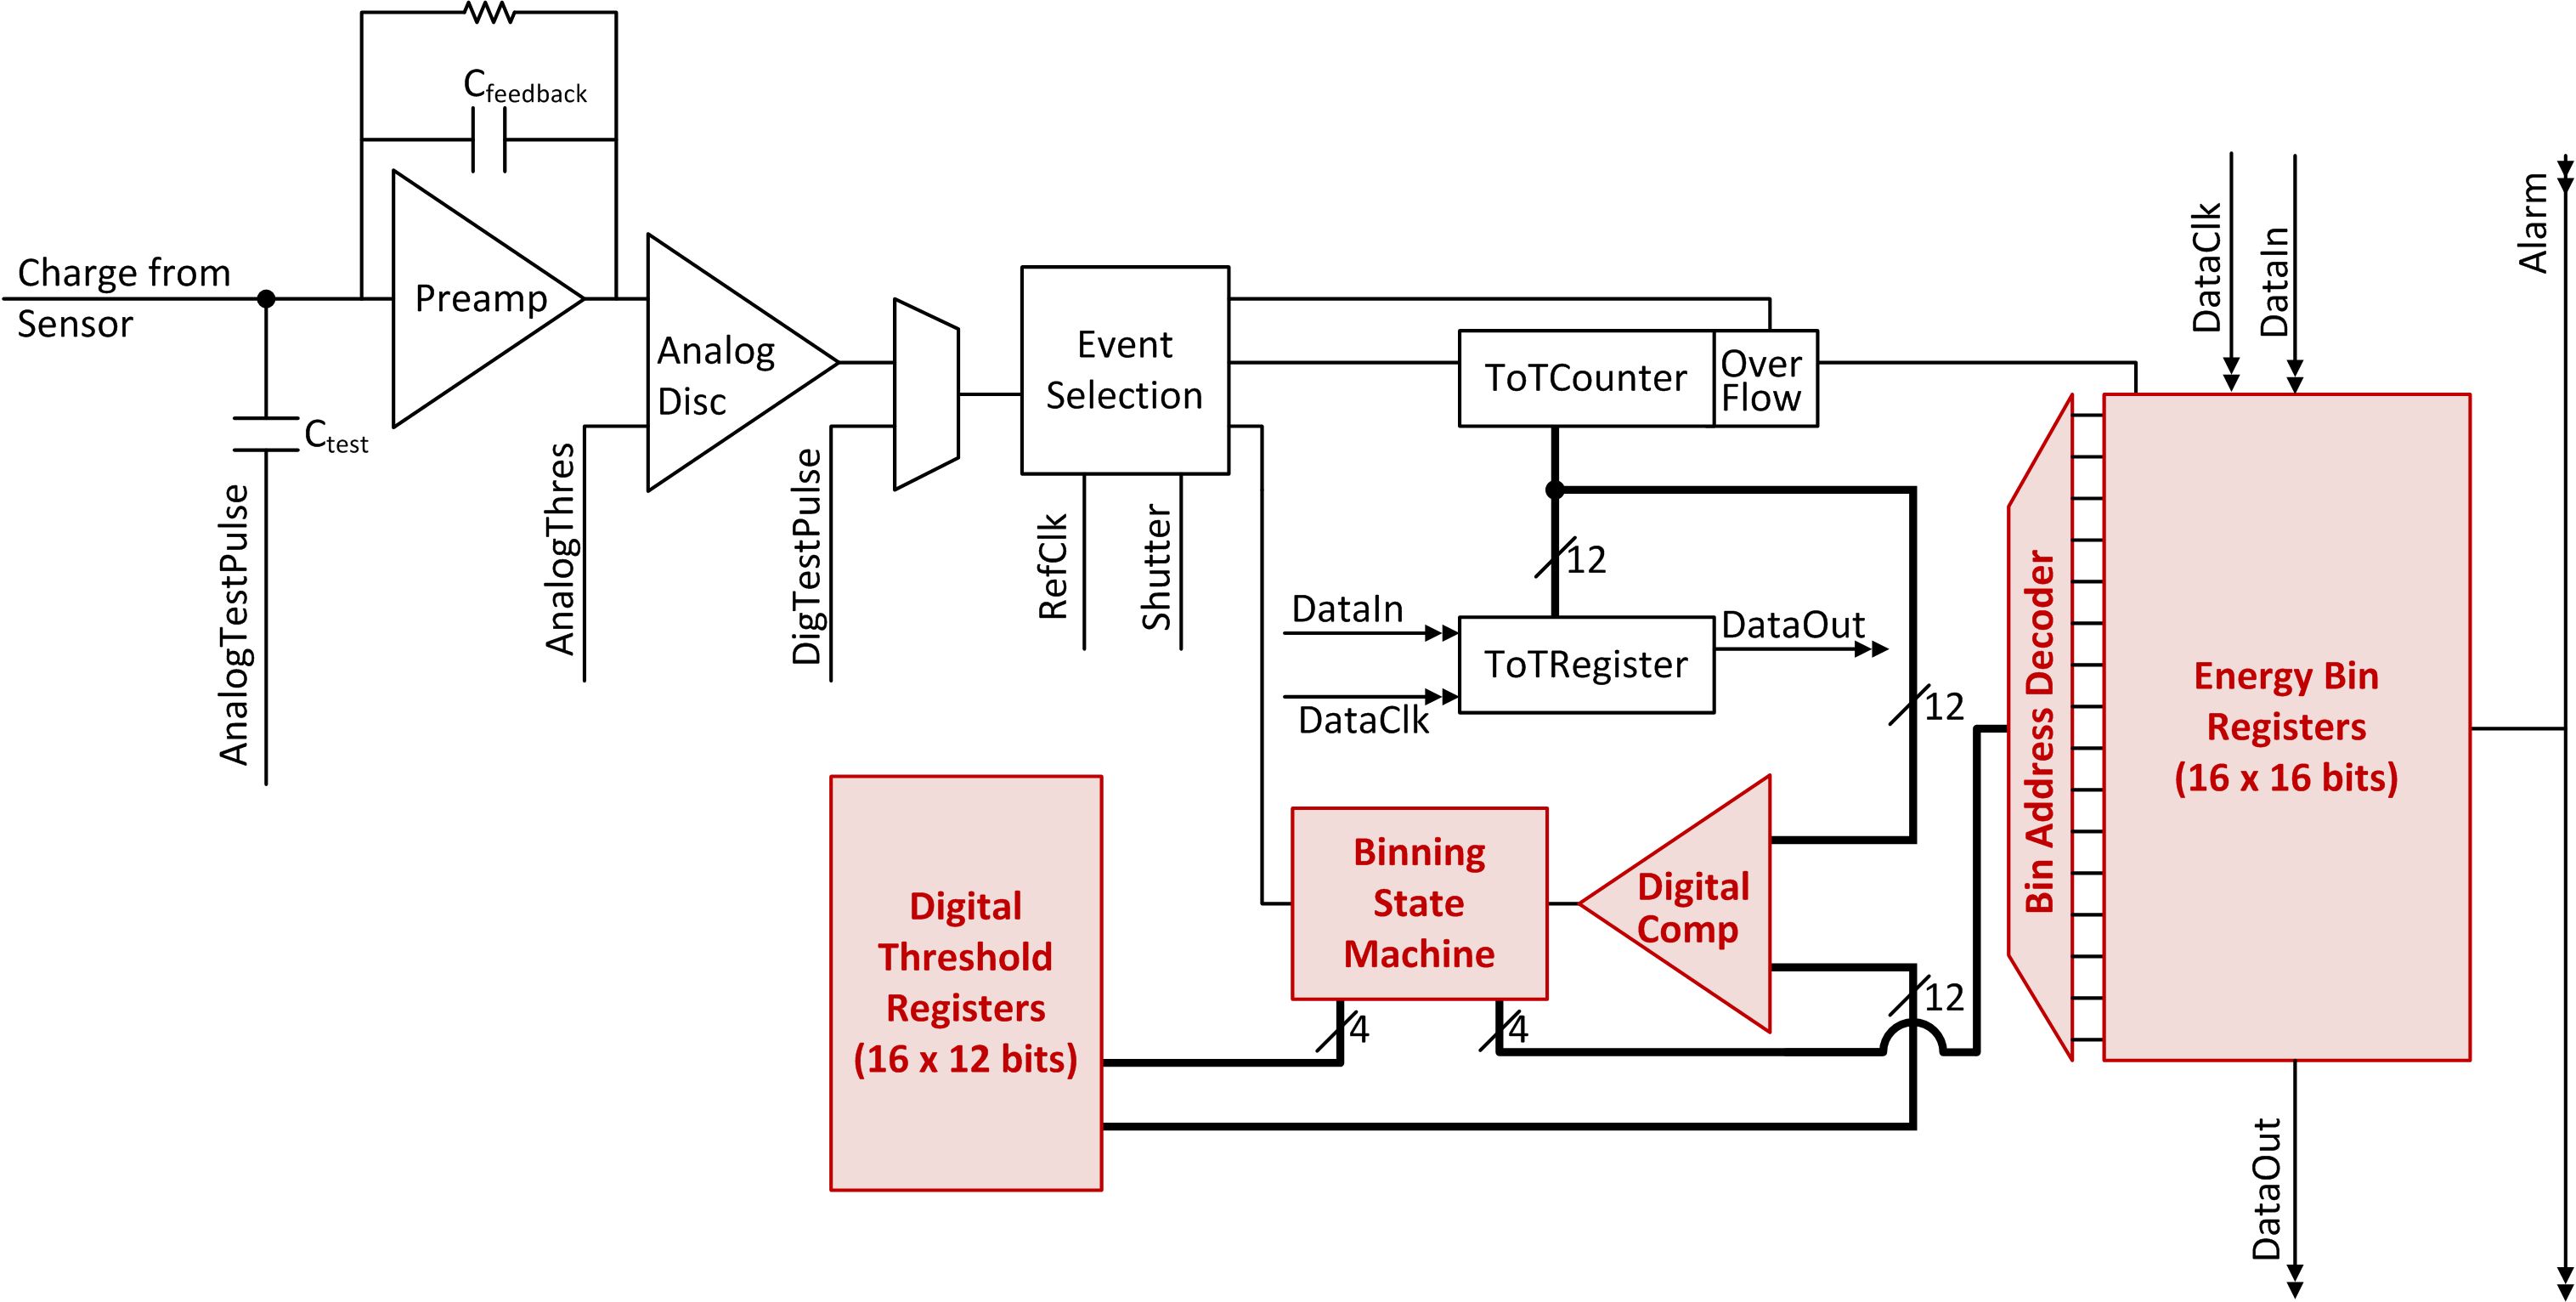 C feedback
Charge from
Sensor
Preamp
C test
AnalogTestPulse
Analog
Disc
AnalogThres
DigTestPulse
Event
Selection
RefClk
Shutter
ToTCounter
Over
Flow
12
DataIn
DataClk
ToTRegister
DataOut
12
DataClk
DataIn
Alarm
Digital
Threshold
Registers
(16 x 12 bits)
Binning
State
Machine
4
4
Digital
Comp
12
Bin Address Decoder
Energy Bin
Registers
(16 x 16 bits)
DataOut